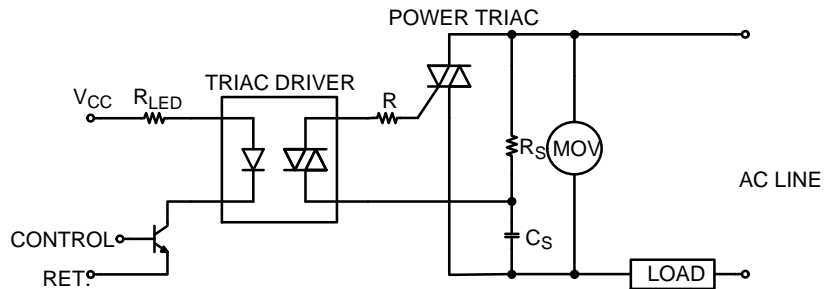 POWER TRIAC
TRIAC DRIVER
VCC
RLED
R
RS
MOV
AC LINE
CONTROL
CS
RET.
LOAD